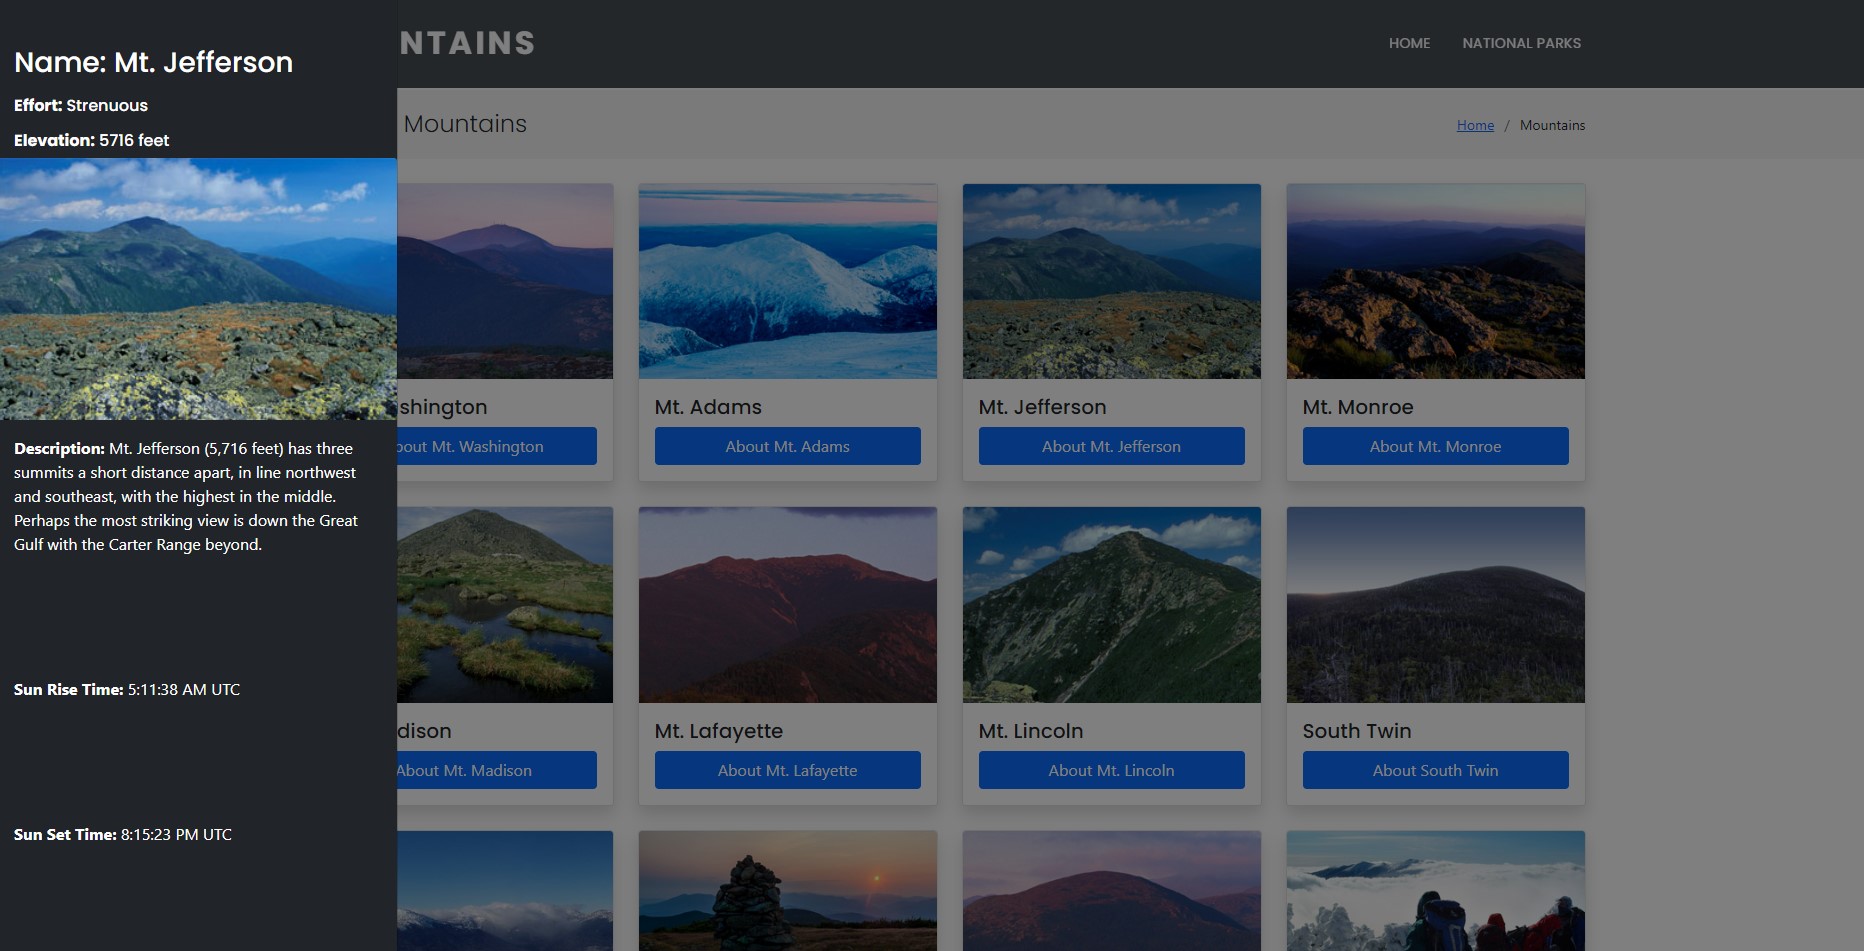 Name: Mt. Jefferson
Effort: Strenuous
Elevation: 5716 feet
Description: Mt. Jefferson (5,716 feet) has three
summits a short distance apart, in line northwest
and southeast, with the highest in the middle.
Perhaps the most striking view is down the Great
Gulf with the Carter Range beyond.
Sun Rise Time: 5:11:38 AM UTC
Sun Set Time: 8:15:23 PM UTC
NTAINS
HOME NATIONAL PARKS
Mountains
Home / Mountains
shington
Mt. Adams
Mt. Jefferson
Mt. Monroe
bout Mt. Washington
About Mt. Adams
About Mt. Jefferson
About Mt. Monroe
dison
Mt. Lafayette
Mt. Lincoln
South Twin
About Mt. Madison
About Mt. Lafayette
About Mt. Lincoln
About South Twin